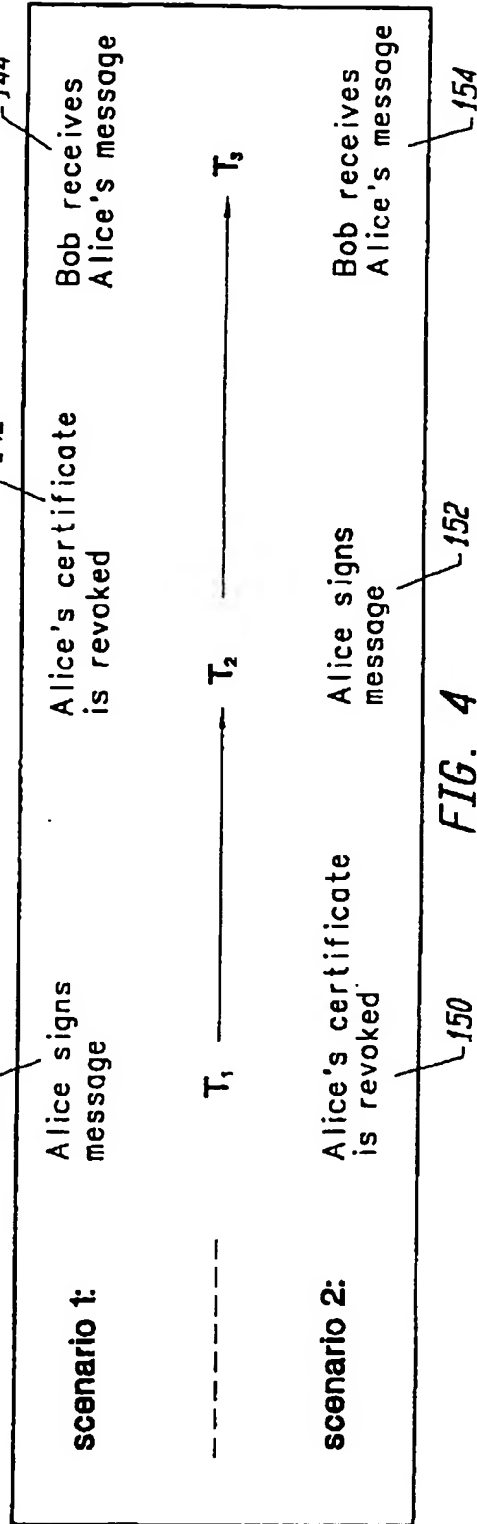 144
scenario 1:
Alice signs
message
Alice's certificate
is revoked
Bob receives
Alice's message
T₁
T₂
T₃
scenario 2:
Alice's certificate
is revoked
Alice signs
message
Bob receives
Alice's message
150
152
154
FIG. 4